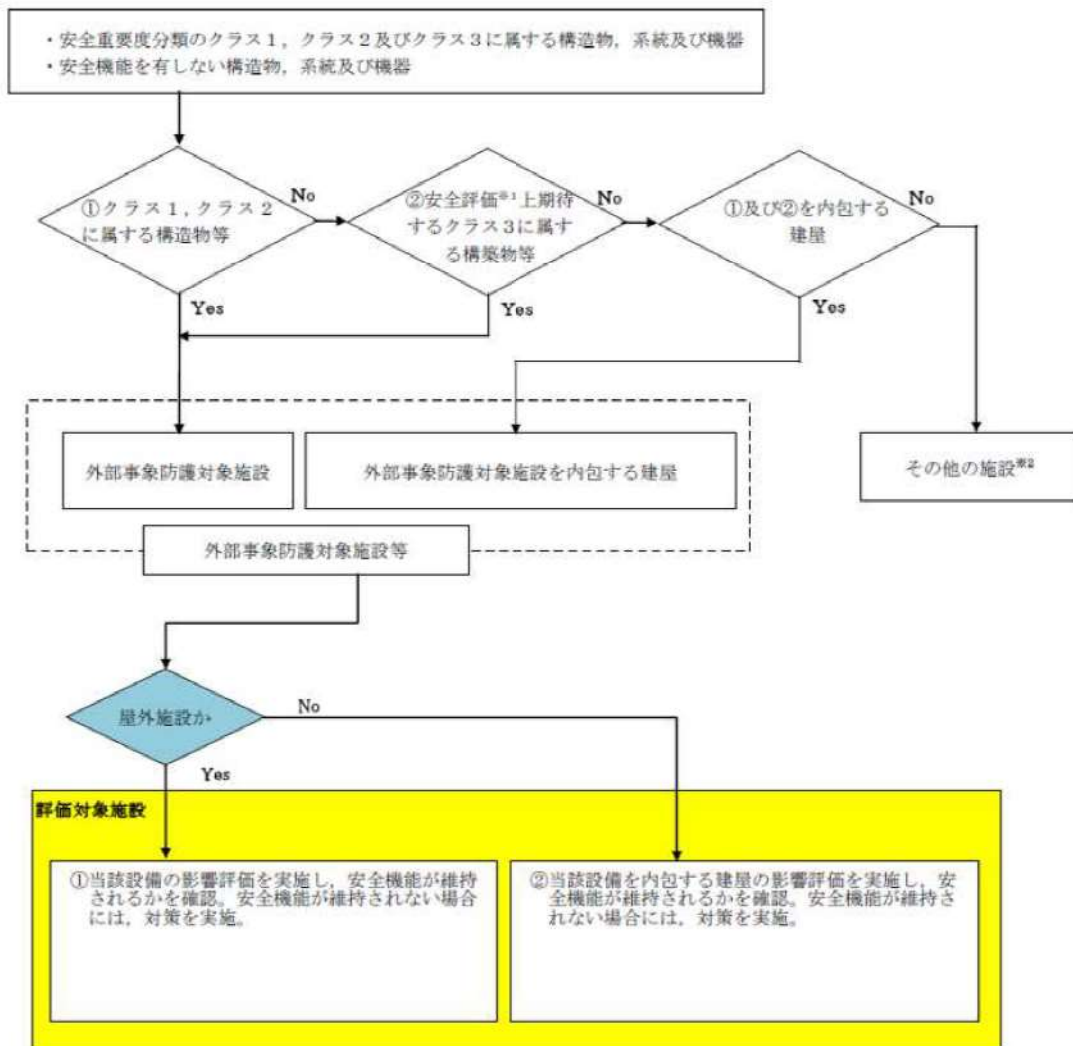 ・安全重要度分類のクラス1，クラス2及びクラス3に属する構造物，系統及び機器
・安全機能を有しない構造物，系統及び機器
①クラス1，クラス2
に属する構造物等
No
②安全評価※1上期待
するクラス3に属す
る構築物等
No
①及び②を内包する
建屋
No
Yes
Yes
Yes
外部事象防護対象施設
外部事象防護対象施設を内包する建屋
その他の施設※2
外部事象防護対象施設等
屋外施設か
No
Yes
評価対象施設
①当該設備の影響評価を実施し，安全機能が維持
されるかを確認。安全機能が維持されない場合
には，対策を実施。
②当該設備を内包する建屋の影響評価を実施し，安
全機能が維持されるかを確認。安全機能が維持さ
れない場合には，対策を実施。